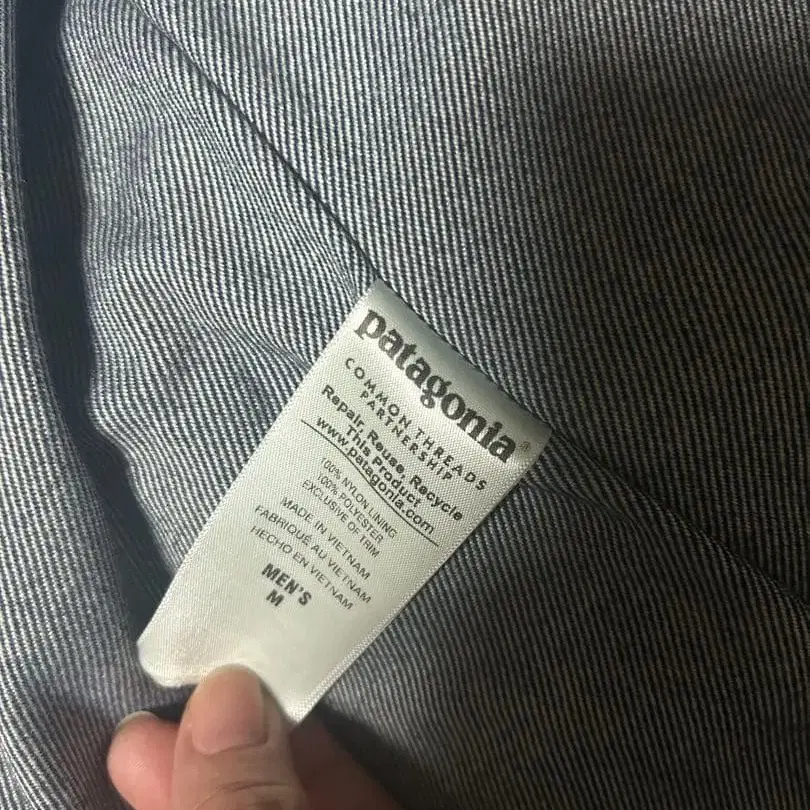 patagonia®
COMMON THREADS
PARTNERSHIP
Repair, Reuse, Recycle
This Product
www.patagonia.com
100% NYLON LINING
100% POLYESTER
EXCLUSIVE OF TRIM
MADE IN VIETNAM
FABRIQUÉ AU VIETNAM
HECHO EN VIETNAM
MEN'S
M